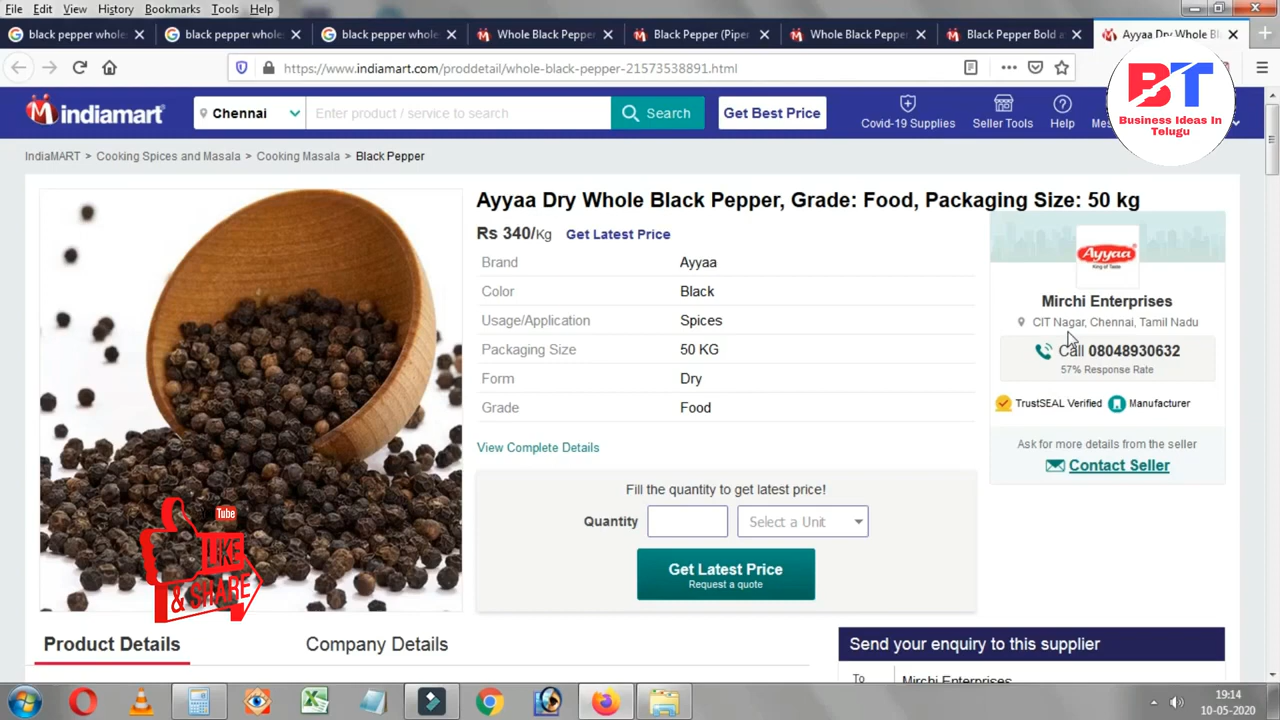 File Edit View History Bookmarks Tools Help
black pepper whole
black pepper whole
black pepper whole
Whole Black Pepper
Black Pepper (Pipe
Whole Black Pepper
Black Pepper Bold a
Ayyaa Dry Whole Bl
https://www.indiamart.com/proddetail/whole-black-pepper-21573538891.html
BT
Business Ideas In
Telugu
indiamart
Chennai
Enter product / service to search
Search
Get Best Price
Covid-19 Supplies
Seller Tools
Help
IndiaMART > Cooking Spices and Masala > Cooking Masala > Black Pepper
Ayyaa Dry Whole Black Pepper, Grade: Food, Packaging Size: 50 kg
Rs 340/Kg Get Latest Price
Brand Ayyaa
Color Black
Usage/Application Spices
Packaging Size 50 KG
Form Dry
Grade Food
View Complete Details
Fill the quantity to get latest price!
Quantity Select a Unit
Get Latest Price
Request a quote
Ayyaa
King of Taste
Mirchi Enterprises
CIT Nagar, Chennai, Tamil Nadu
Call 08048930632
57% Response Rate
TrustSEAL Verified Manufacturer
Ask for more details from the seller
Contact Seller
Tube
LIKE
& SHARE
Product Details Company Details
Send your enquiry to this supplier
To Mirchi Enterprises
19:14
10-05-2020